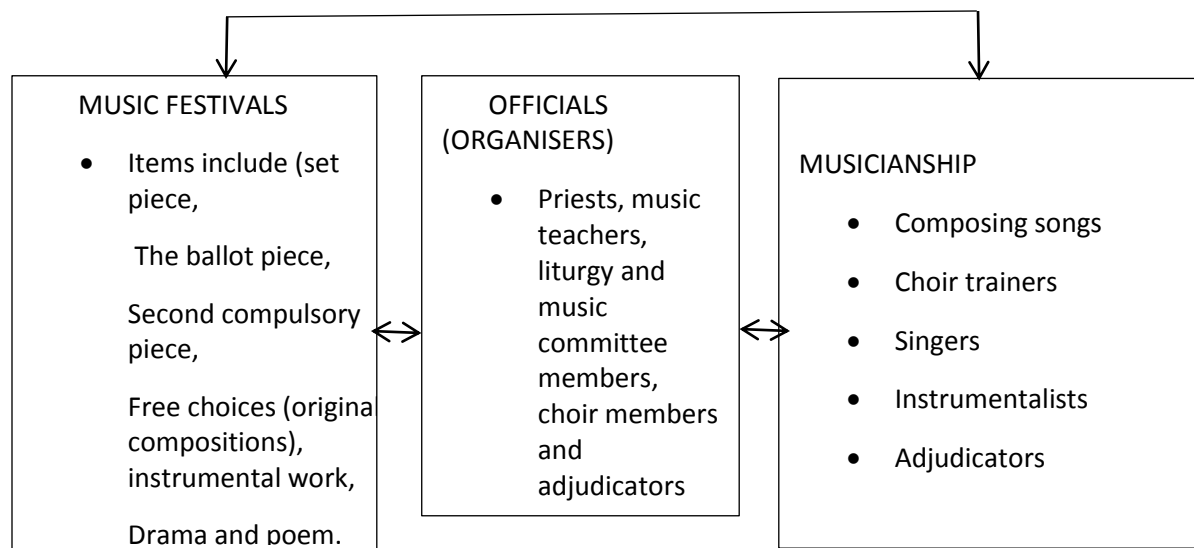 MUSIC FESTIVALS
• Items include (set
piece,
The ballot piece,
Second compulsory
piece,
Free choices (original
compositions),
instrumental work,
Drama and poem.
OFFICIALS
(ORGANISERS)
• Priests, music
teachers,
liturgy and
music
committee
members,
choir members
and
adjudicators
MUSICIANSHIP
• Composing songs
• Choir trainers
• Singers
• Instrumentalists
• Adjudicators